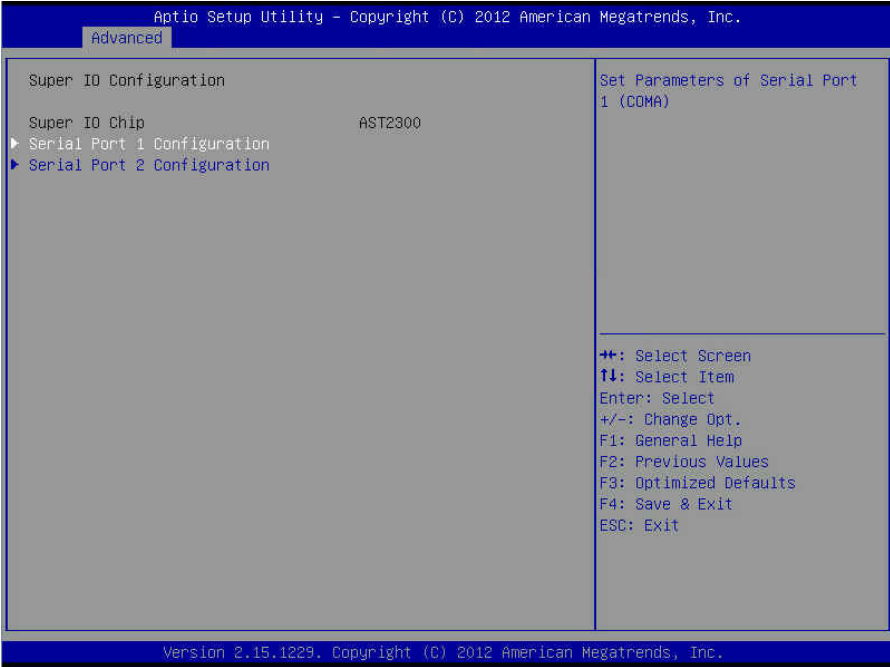 Aptio Setup Utility - Copyright (C) 2012 American Megatrends, Inc.
Advanced
Super IO Configuration
Super IO Chip AST2300
Serial Port 1 Configuration
Serial Port 2 Configuration
Set Parameters of Serial Port
1 (COMA)
→←: Select Screen
↑↓: Select Item
Enter: Select
+/-: Change Opt.
F1: General Help
F2: Previous Values
F3: Optimized Defaults
F4: Save & Exit
ESC: Exit
Version 2.15.1229. Copyright (C) 2012 American Megatrends, Inc.